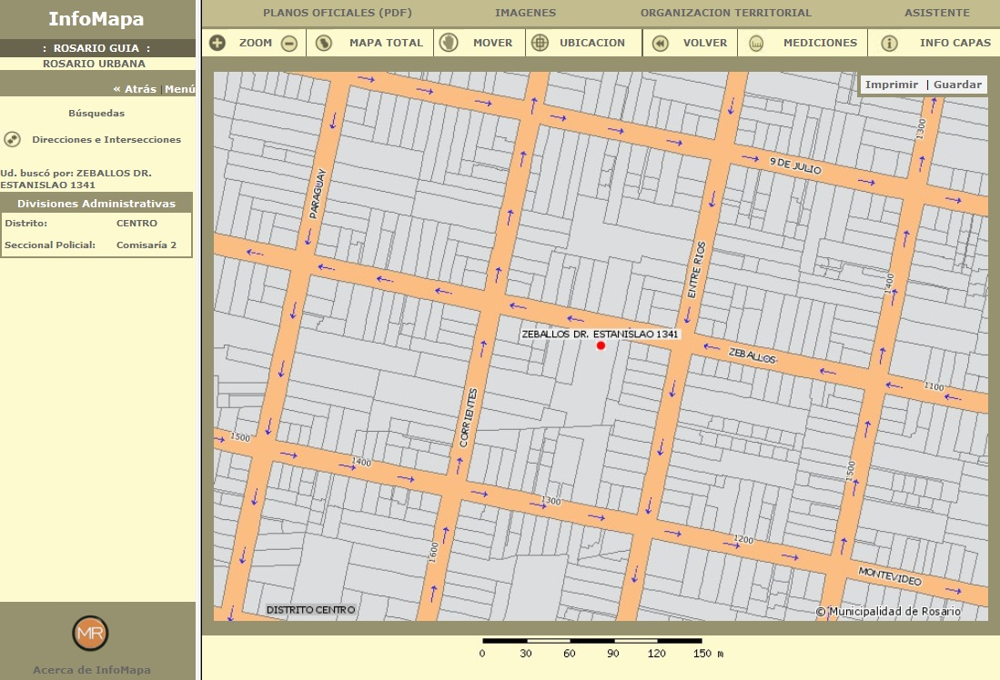 InfoMapa
: ROSARIO GUIA :
ROSARIO URBANA
« Atrás | Menú
Búsquedas
Direcciones e Intersecciones
Ud. buscó por: ZEBALLOS DR.
ESTANISLAO 1341
Divisiones Administrativas
Distrito: CENTRO
Seccional Policial: Comisaría 2
MR
Acerca de InfoMapa
PLANOS OFICIALES (PDF) IMAGENES ORGANIZACION TERRITORIAL ASISTENTE
ZOOM MAPA TOTAL MOVER UBICACION VOLVER MEDICIONES INFO CAPAS
Imprimir | Guardar
1300
9 DE JULIO
PARAGUAY
ENTRE RIOS
1400
ZEBALLOS DR. ESTANISLAO 1341
ZEBALLOS
1100
CORRIENTES
1500
1400
1500
1300
1200
1600
MONTEVIDEO
DISTRITO CENTRO
© Municipalidad de Rosario
0 30 60 90 120 150 m